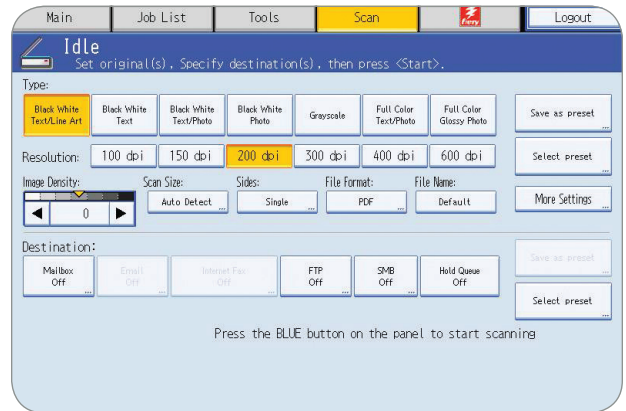 Main Job List Tools Scan Fiery Logout
Idle
Set original(s), Specify destination(s), then press <Start>.
Type:
Black White Text/Line Art Black White Text Black White Text/Photo Black White Photo Grayscale Full Color Text/Photo Full Color Glossy Photo Save as preset ...
Resolution: 100 dpi 150 dpi 200 dpi 300 dpi 400 dpi 600 dpi Select preset ...
Image Density: Scan Size: Sides: File Format: File Name:
0 Auto Detect ... Single ... PDF ... Default More Settings ...
Destination:
Mailbox Off ... Email Off ... Internet Fax Off ... FTP Off ... SMB Off ... Hold Queue Off Save as preset ...
Select preset ...
Press the BLUE button on the panel to start scanning